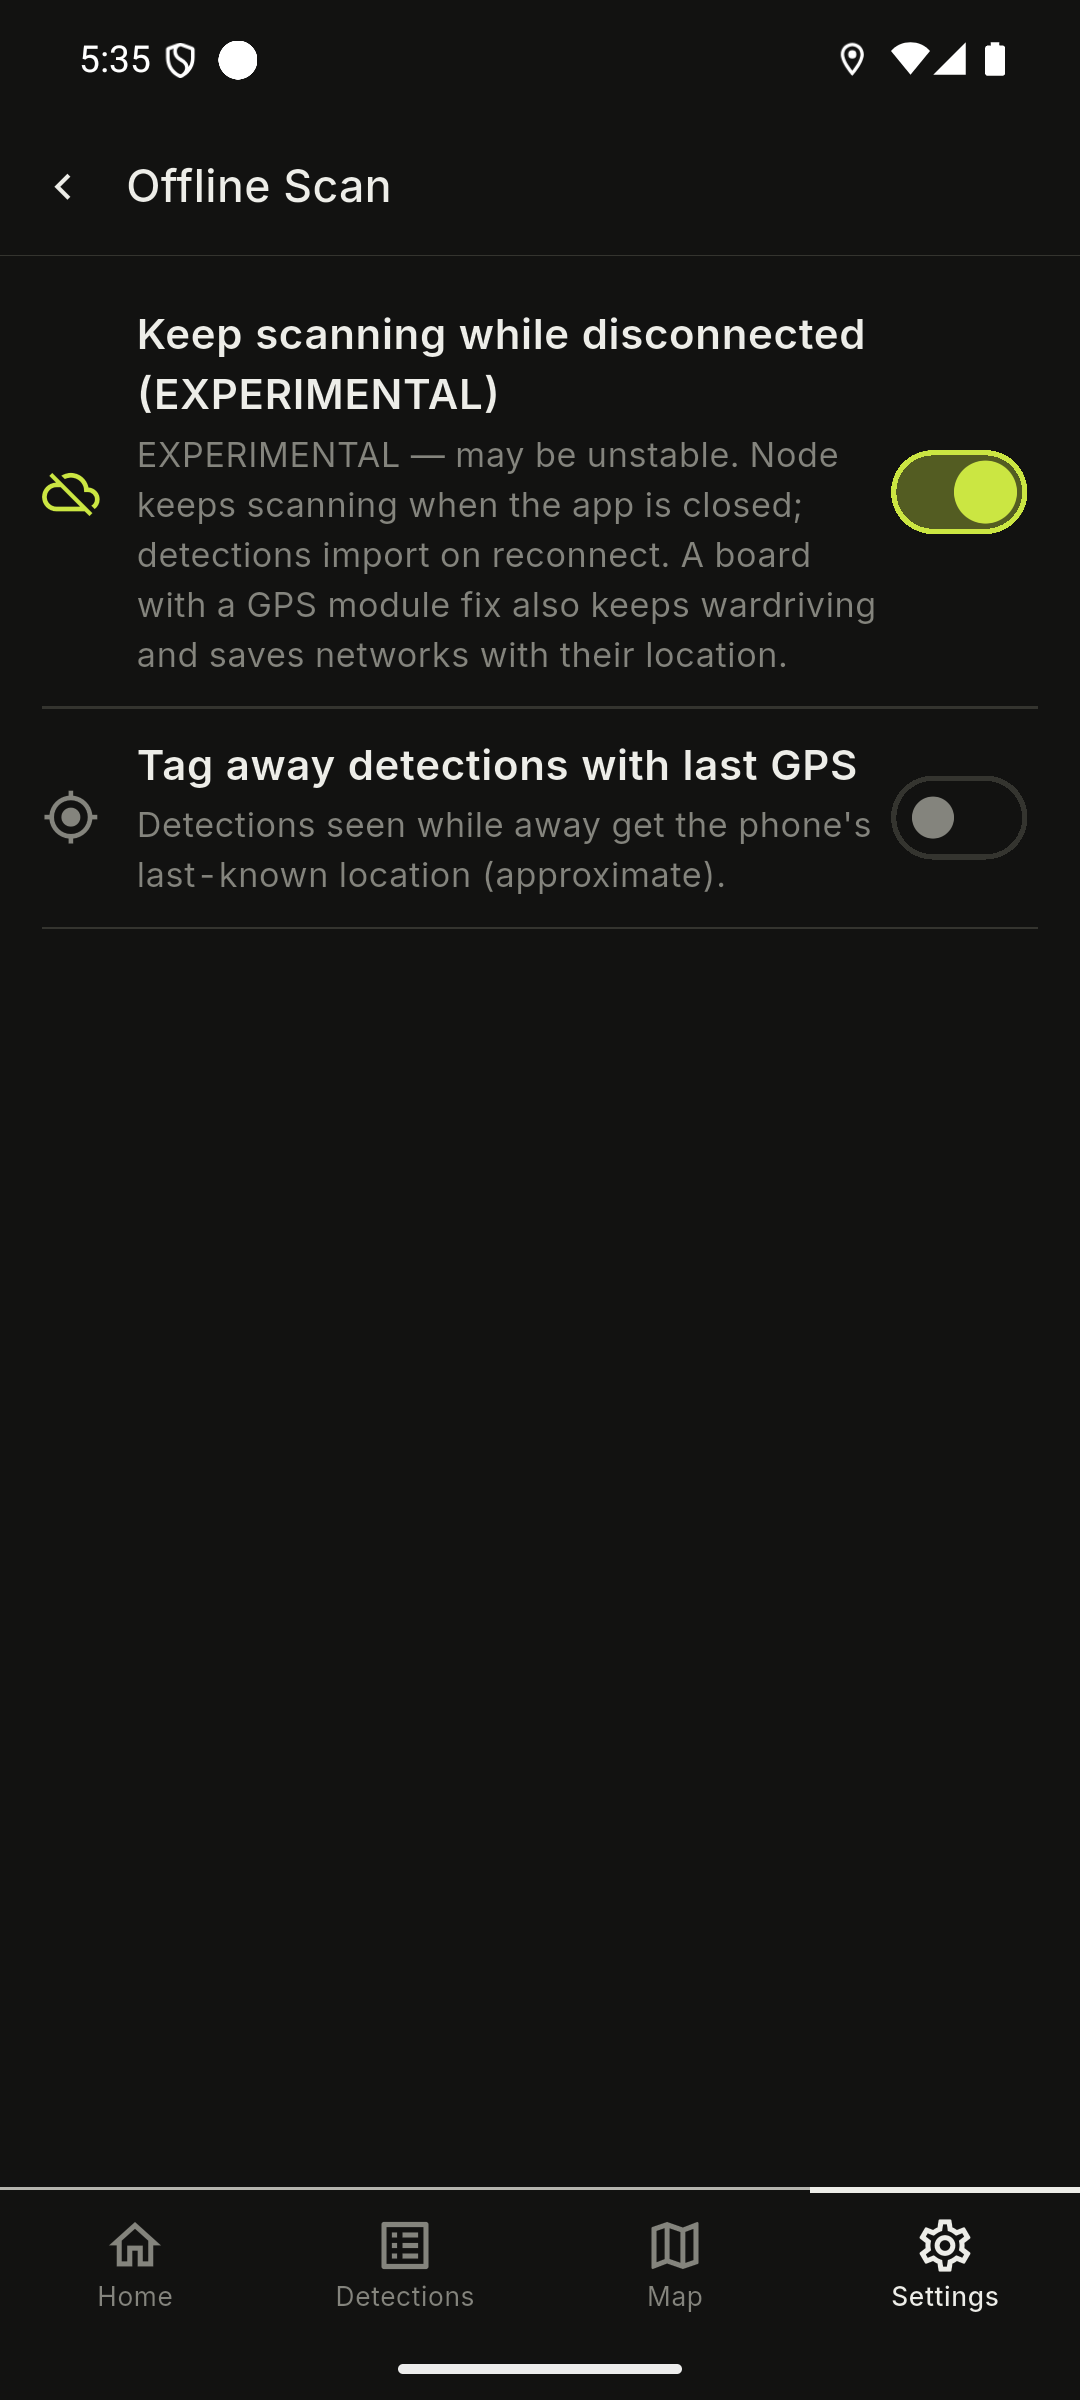 5:35
Offline Scan
Keep scanning while disconnected
(EXPERIMENTAL)
EXPERIMENTAL — may be unstable. Node
keeps scanning when the app is closed;
detections import on reconnect. A board
with a GPS module fix also keeps wardriving
and saves networks with their location.
Tag away detections with last GPS
Detections seen while away get the phone's
last-known location (approximate).
Home
Detections
Map
Settings